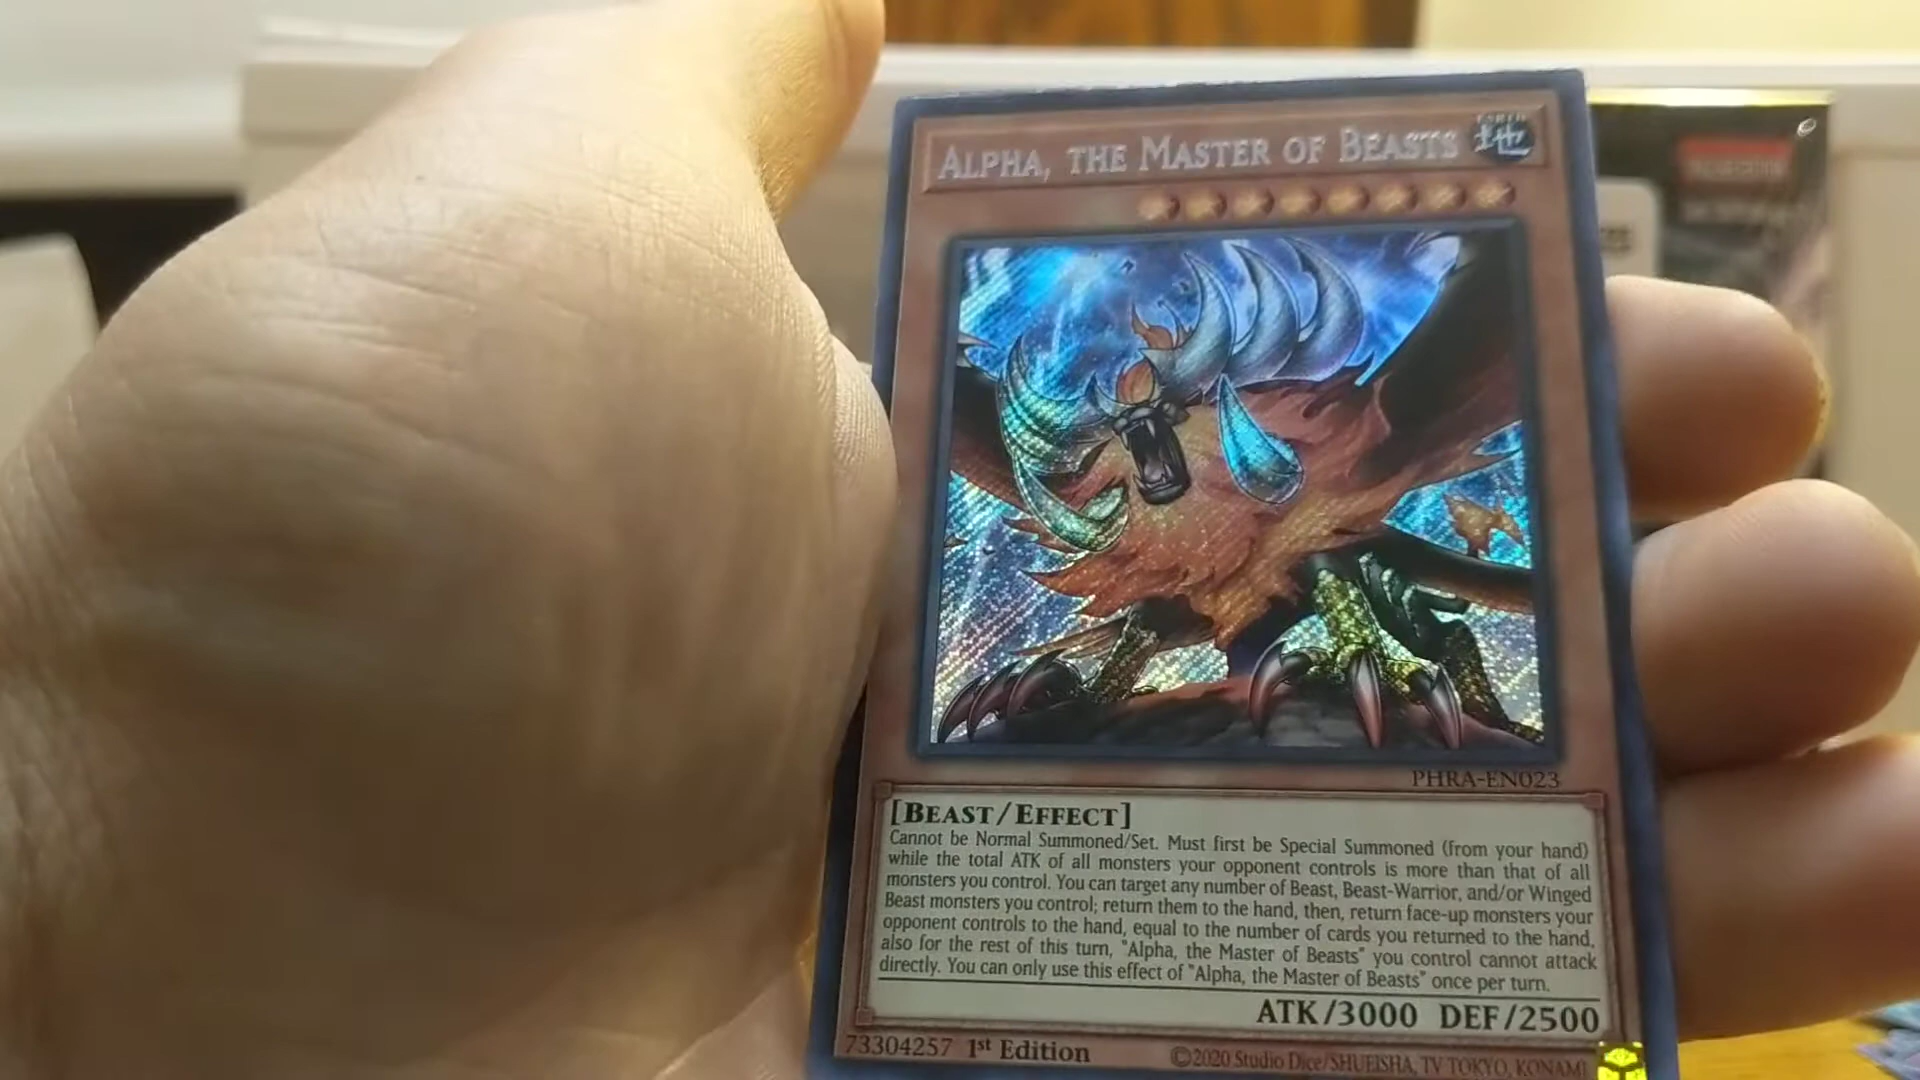 ALPHA, THE MASTER OF BEASTS
EARTH
地
PHRA-EN023
[BEAST/EFFECT]
Cannot be Normal Summoned/Set. Must first be Special Summoned (from your hand)
while the total ATK of all monsters your opponent controls is more than that of all
monsters you control. You can target any number of Beast, Beast-Warrior, and/or Winged
Beast monsters you control; return them to the hand, then, return face-up monsters your
opponent controls to the hand, equal to the number of cards you returned to the hand,
also for the rest of this turn, "Alpha, the Master of Beasts" you control cannot attack
directly. You can only use this effect of "Alpha, the Master of Beasts" once per turn.
ATK/3000 DEF/2500
73304257 1st Edition
©2020 Studio Dice/SHUEISHA, TV TOKYO, KONAMI